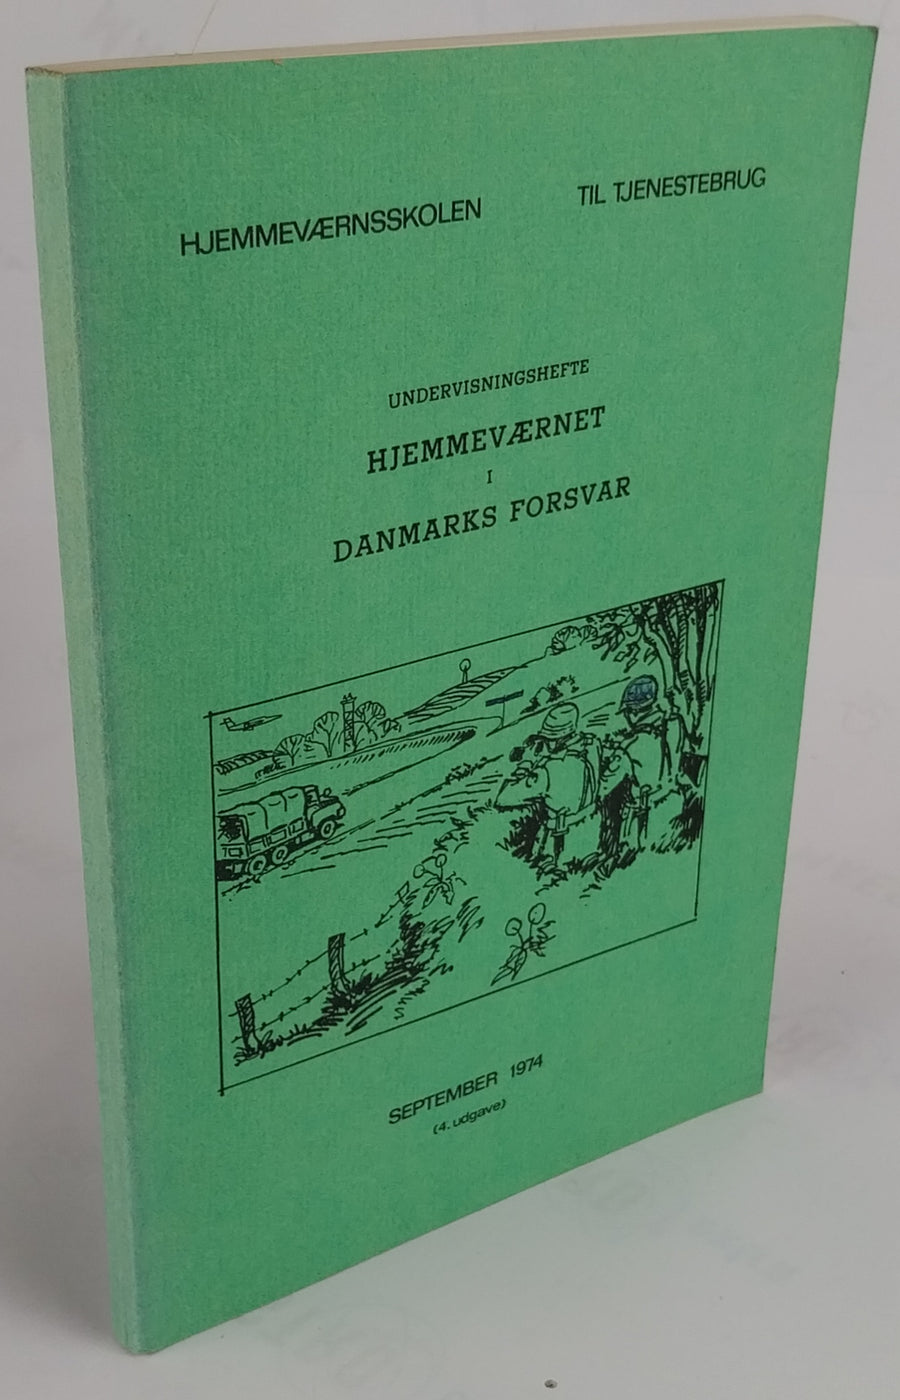 HJEMMEVÆRNSSKOLEN
TIL TJENESTEBRUG
UNDERVISNINGSHEFTE
HJEMMEVÆRNET
I
DANMARKS FORSVAR
SEPTEMBER 1974
(4. udgave)